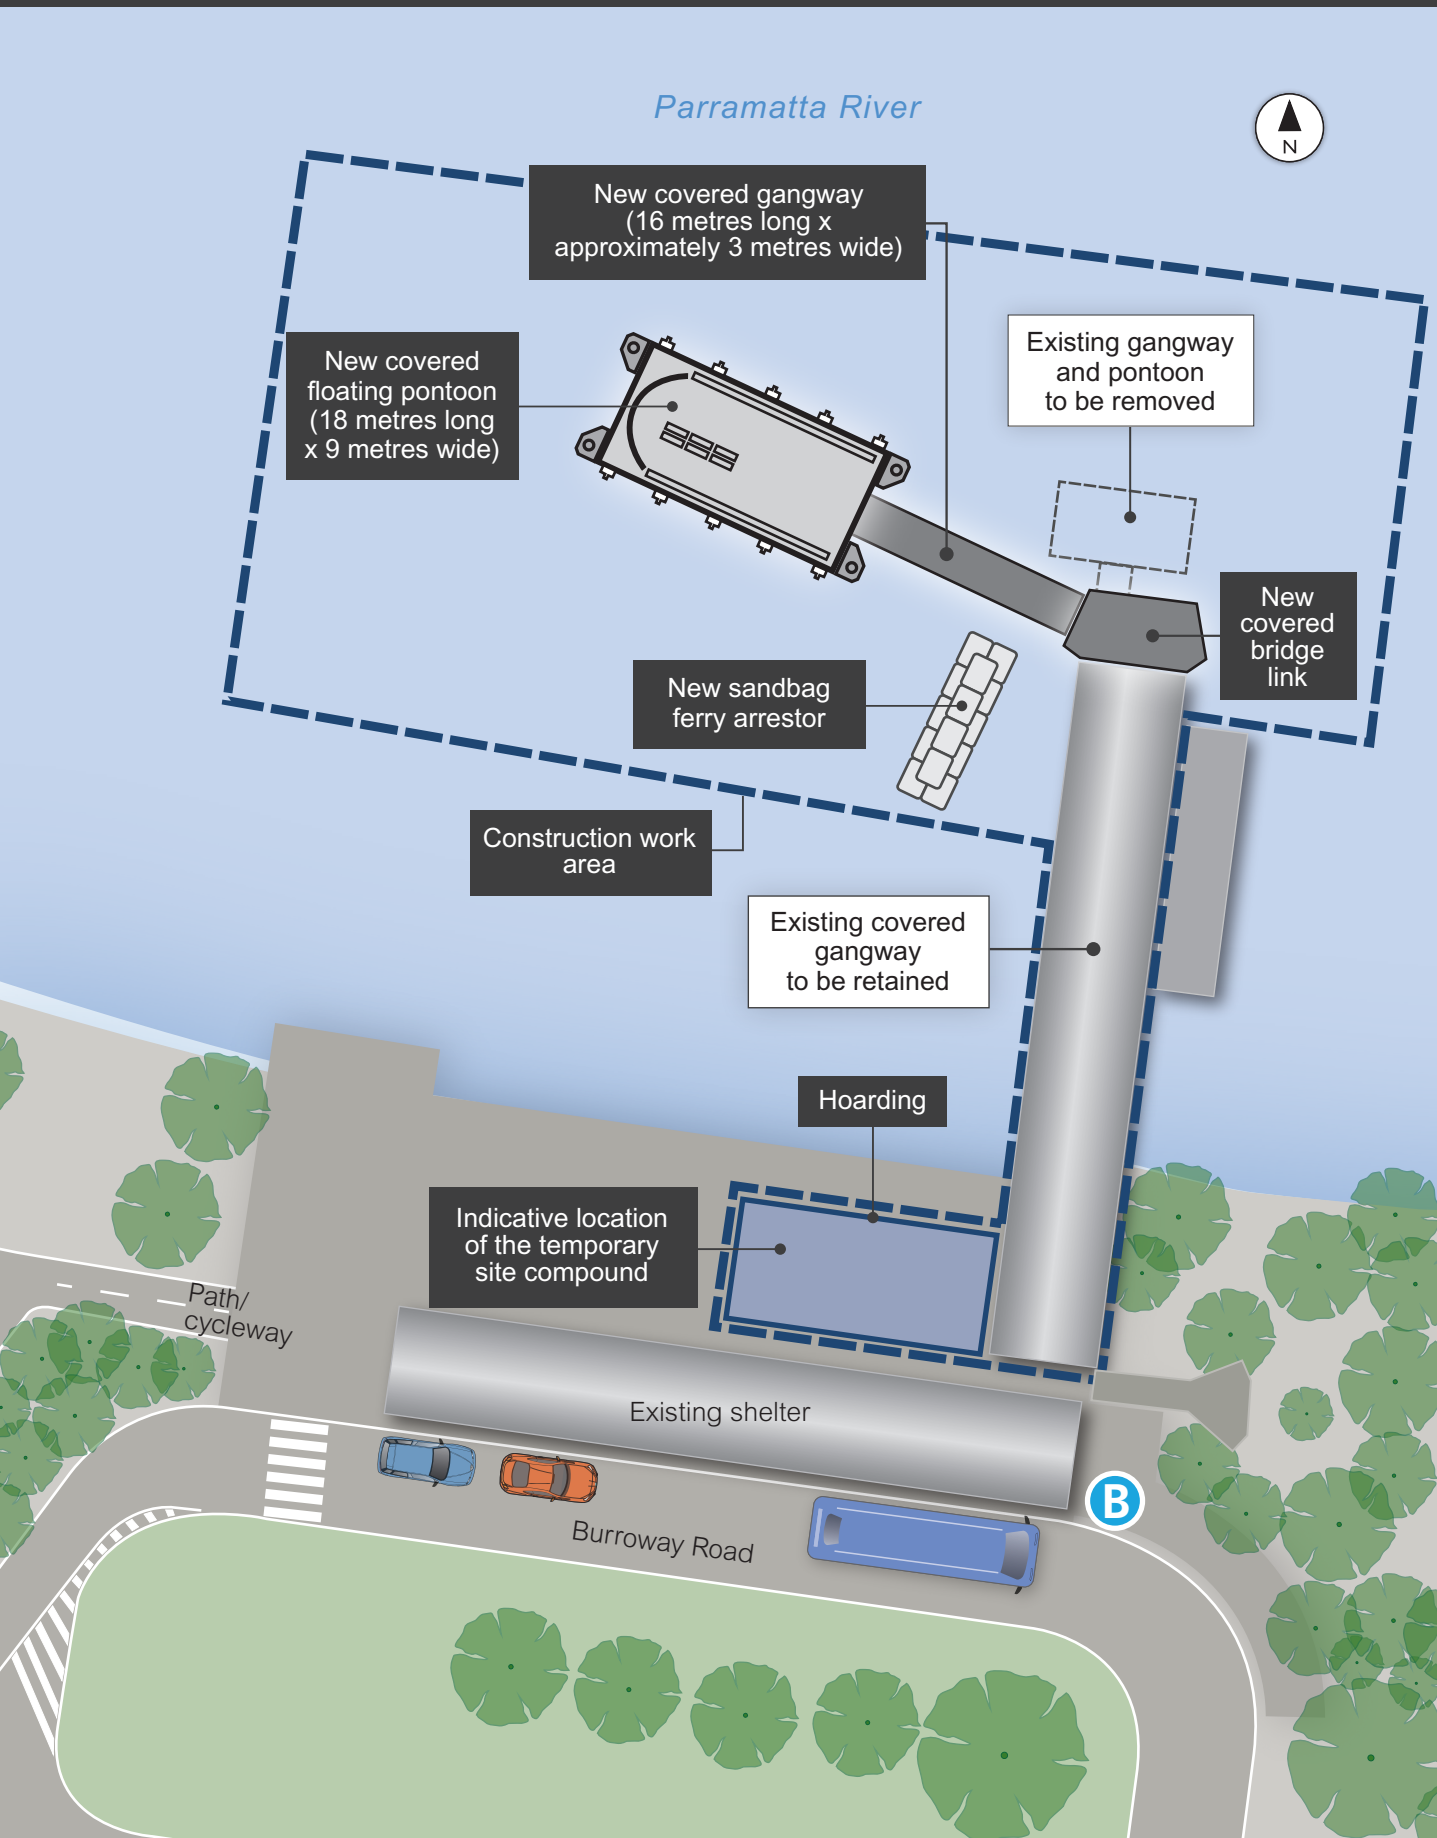 Parramatta River
N
New covered gangway
(16 metres long x
approximately 3 metres wide)
New covered
floating pontoon
(18 metres long
x 9 metres wide)
Existing gangway
and pontoon
to be removed
New
covered
bridge
link
New sandbag
ferry arrestor
Construction work
area
Existing covered
gangway
to be retained
Hoarding
Indicative location
of the temporary
site compound
Path/
cycleway
Existing shelter
B
Burroway Road